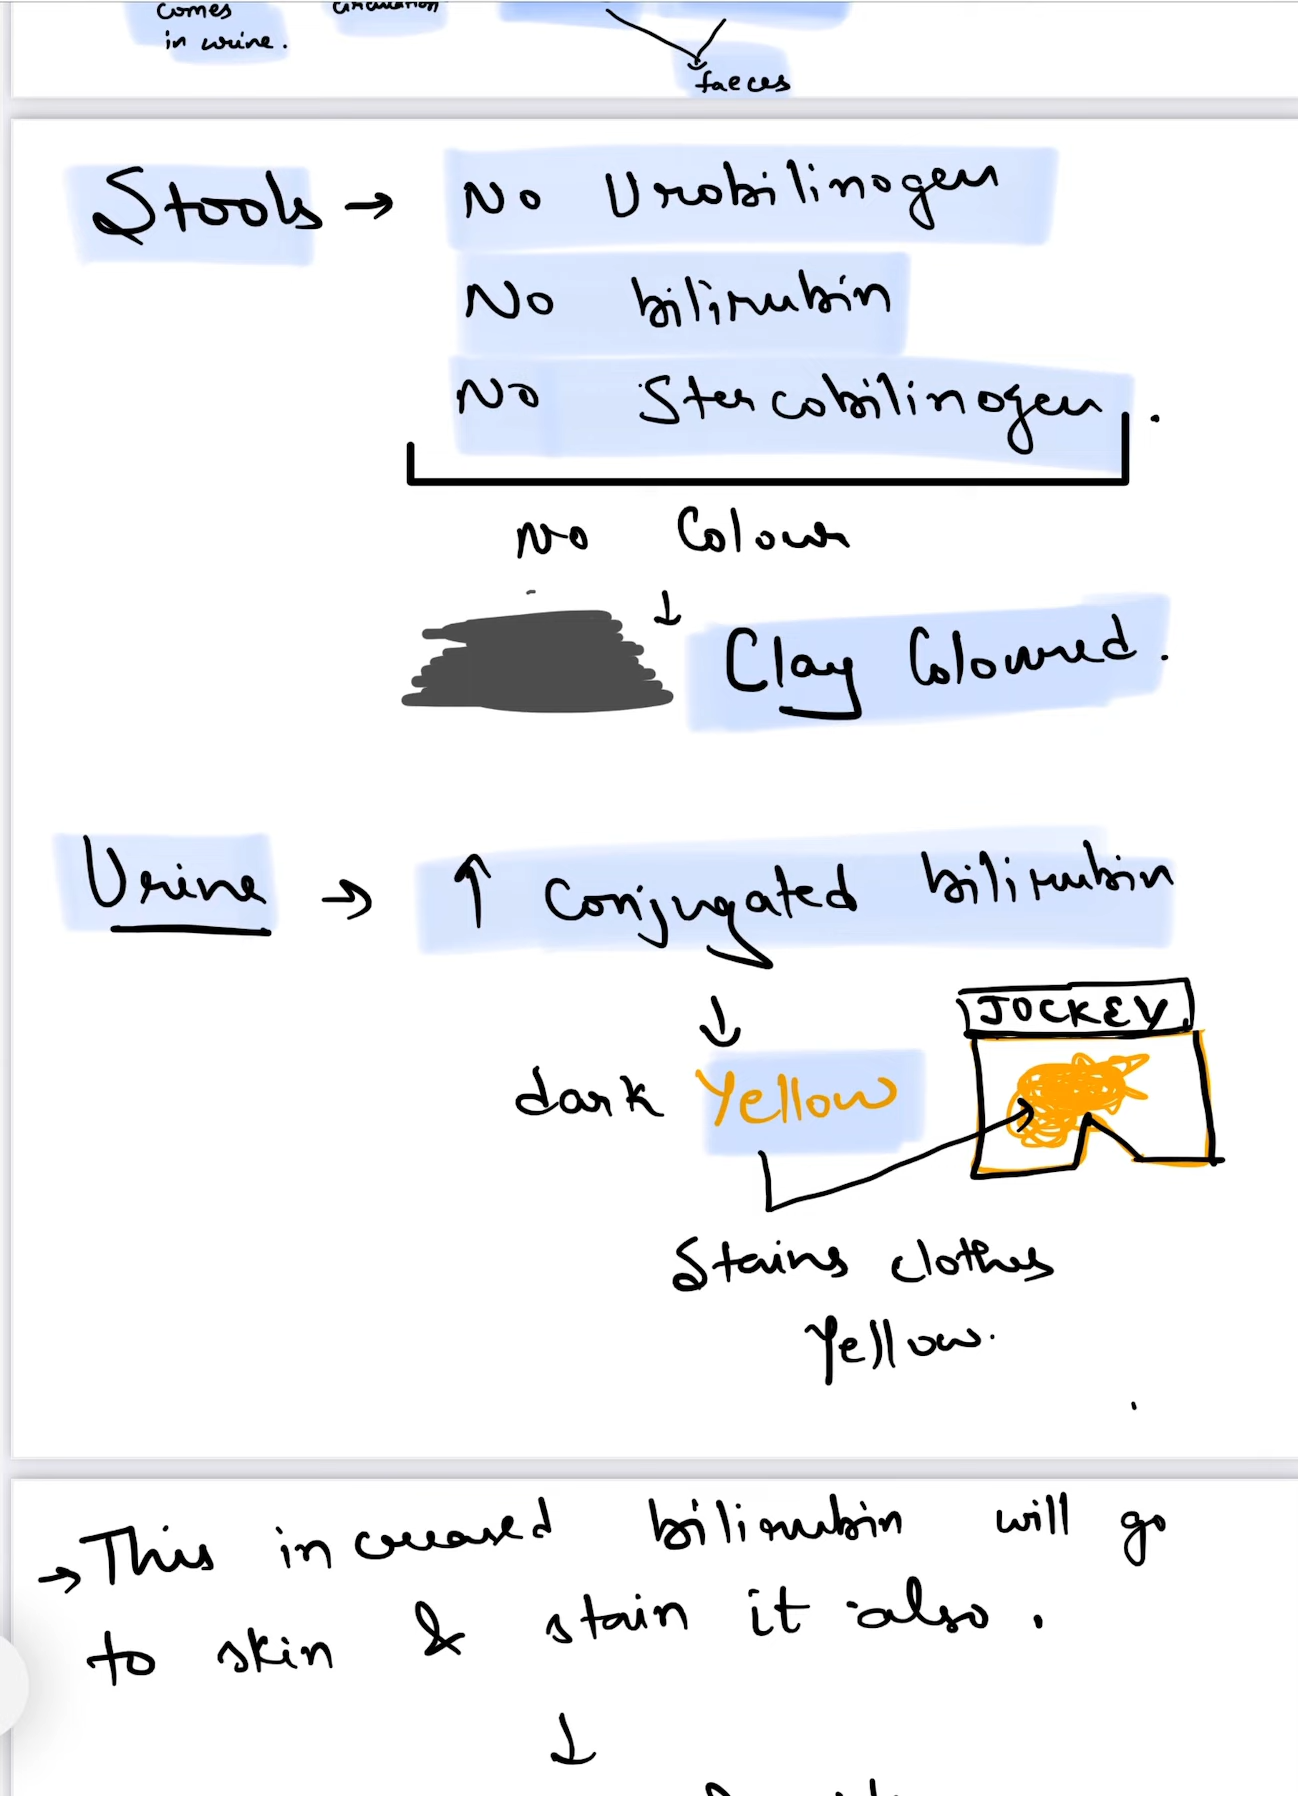 comes
in urine.
circulation
faeces
Stools → No Urobilinogen
No bilirubin
No Stercobilinogen.
No Colour
↓
Clay Coloured.
Urine → ↑ Conjugated bilirubin
↓
JOCKEY
dark Yellow
Stains clothes
Yellow.
→ This increased bilirubin will go
to skin & stain it also.
↓